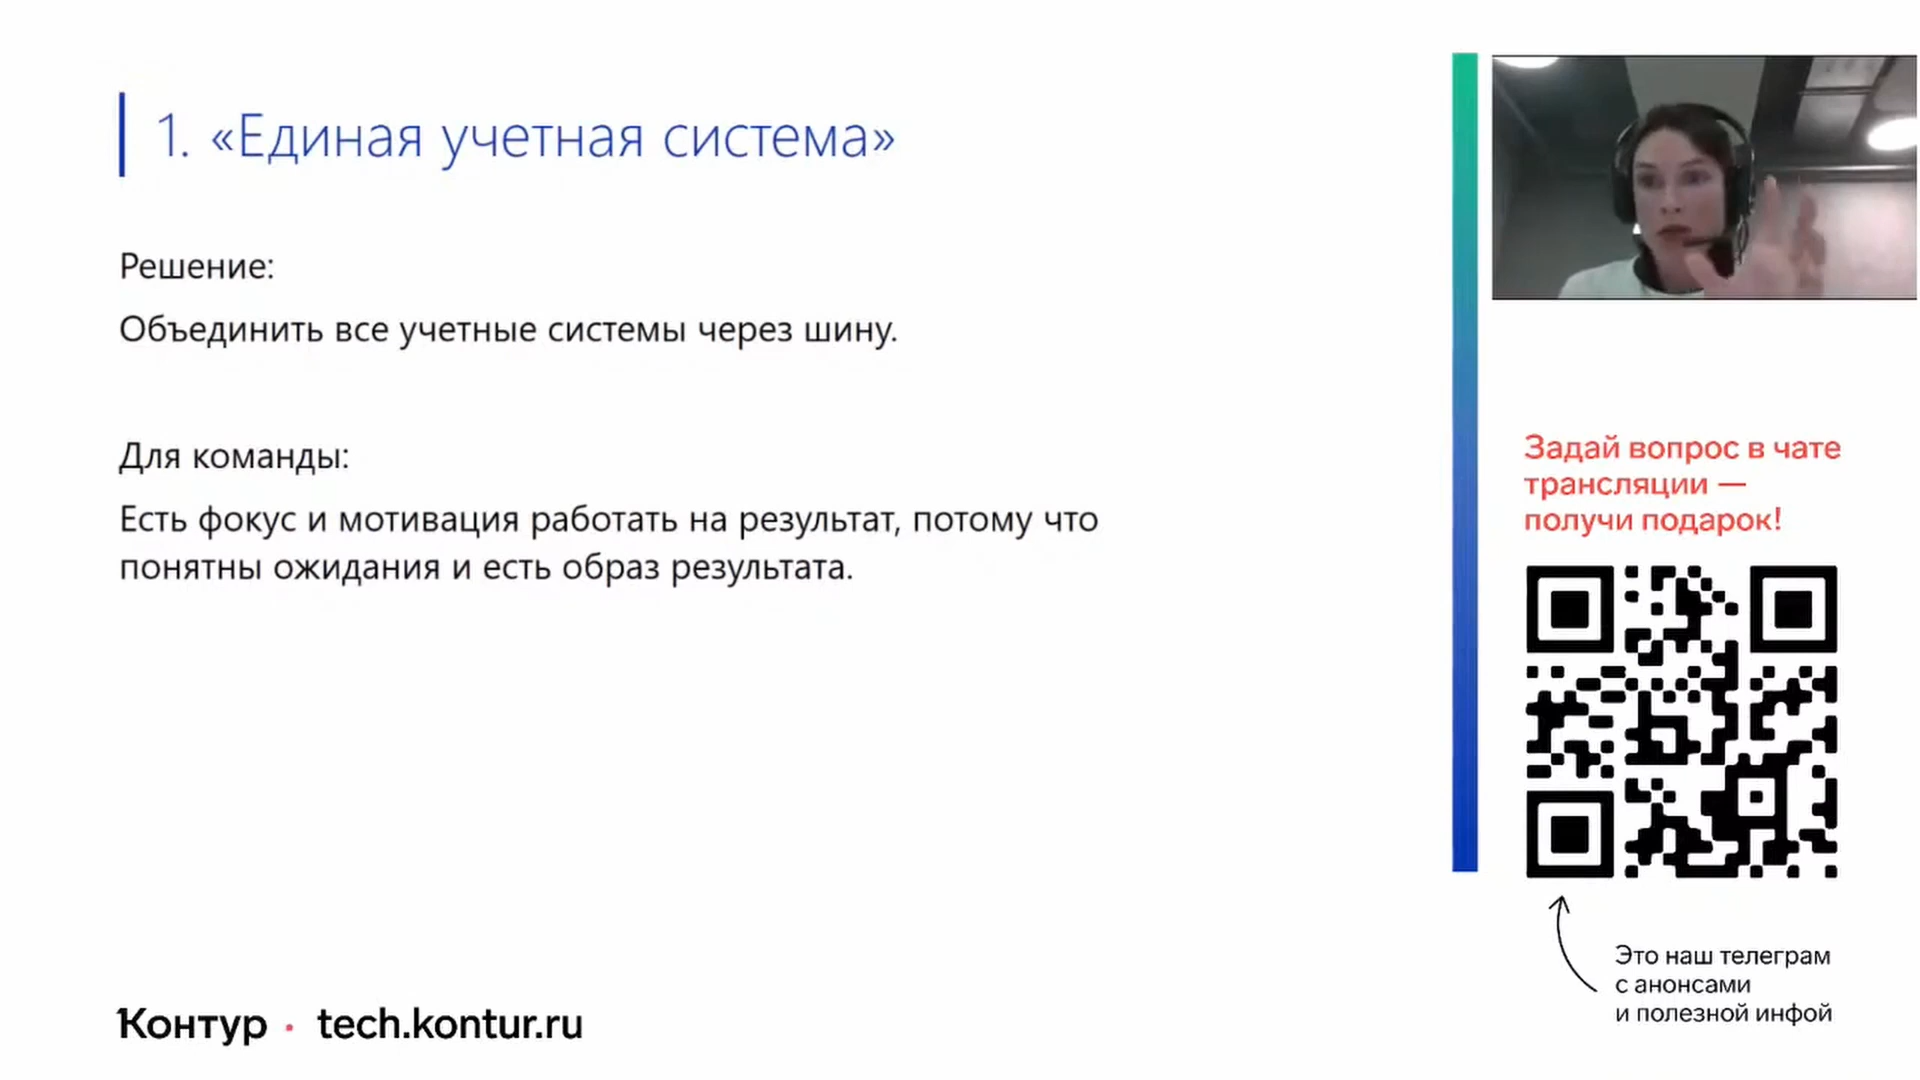 1. «Единая учетная система»
Решение:
Объединить все учетные системы через шину.
Для команды:
Есть фокус и мотивация работать на результат, потому что
понятны ожидания и есть образ результата.
Контур · tech.kontur.ru
Задай вопрос в чате
трансляции —
получи подарок!
Это наш телеграм
с анонсами
и полезной инфой